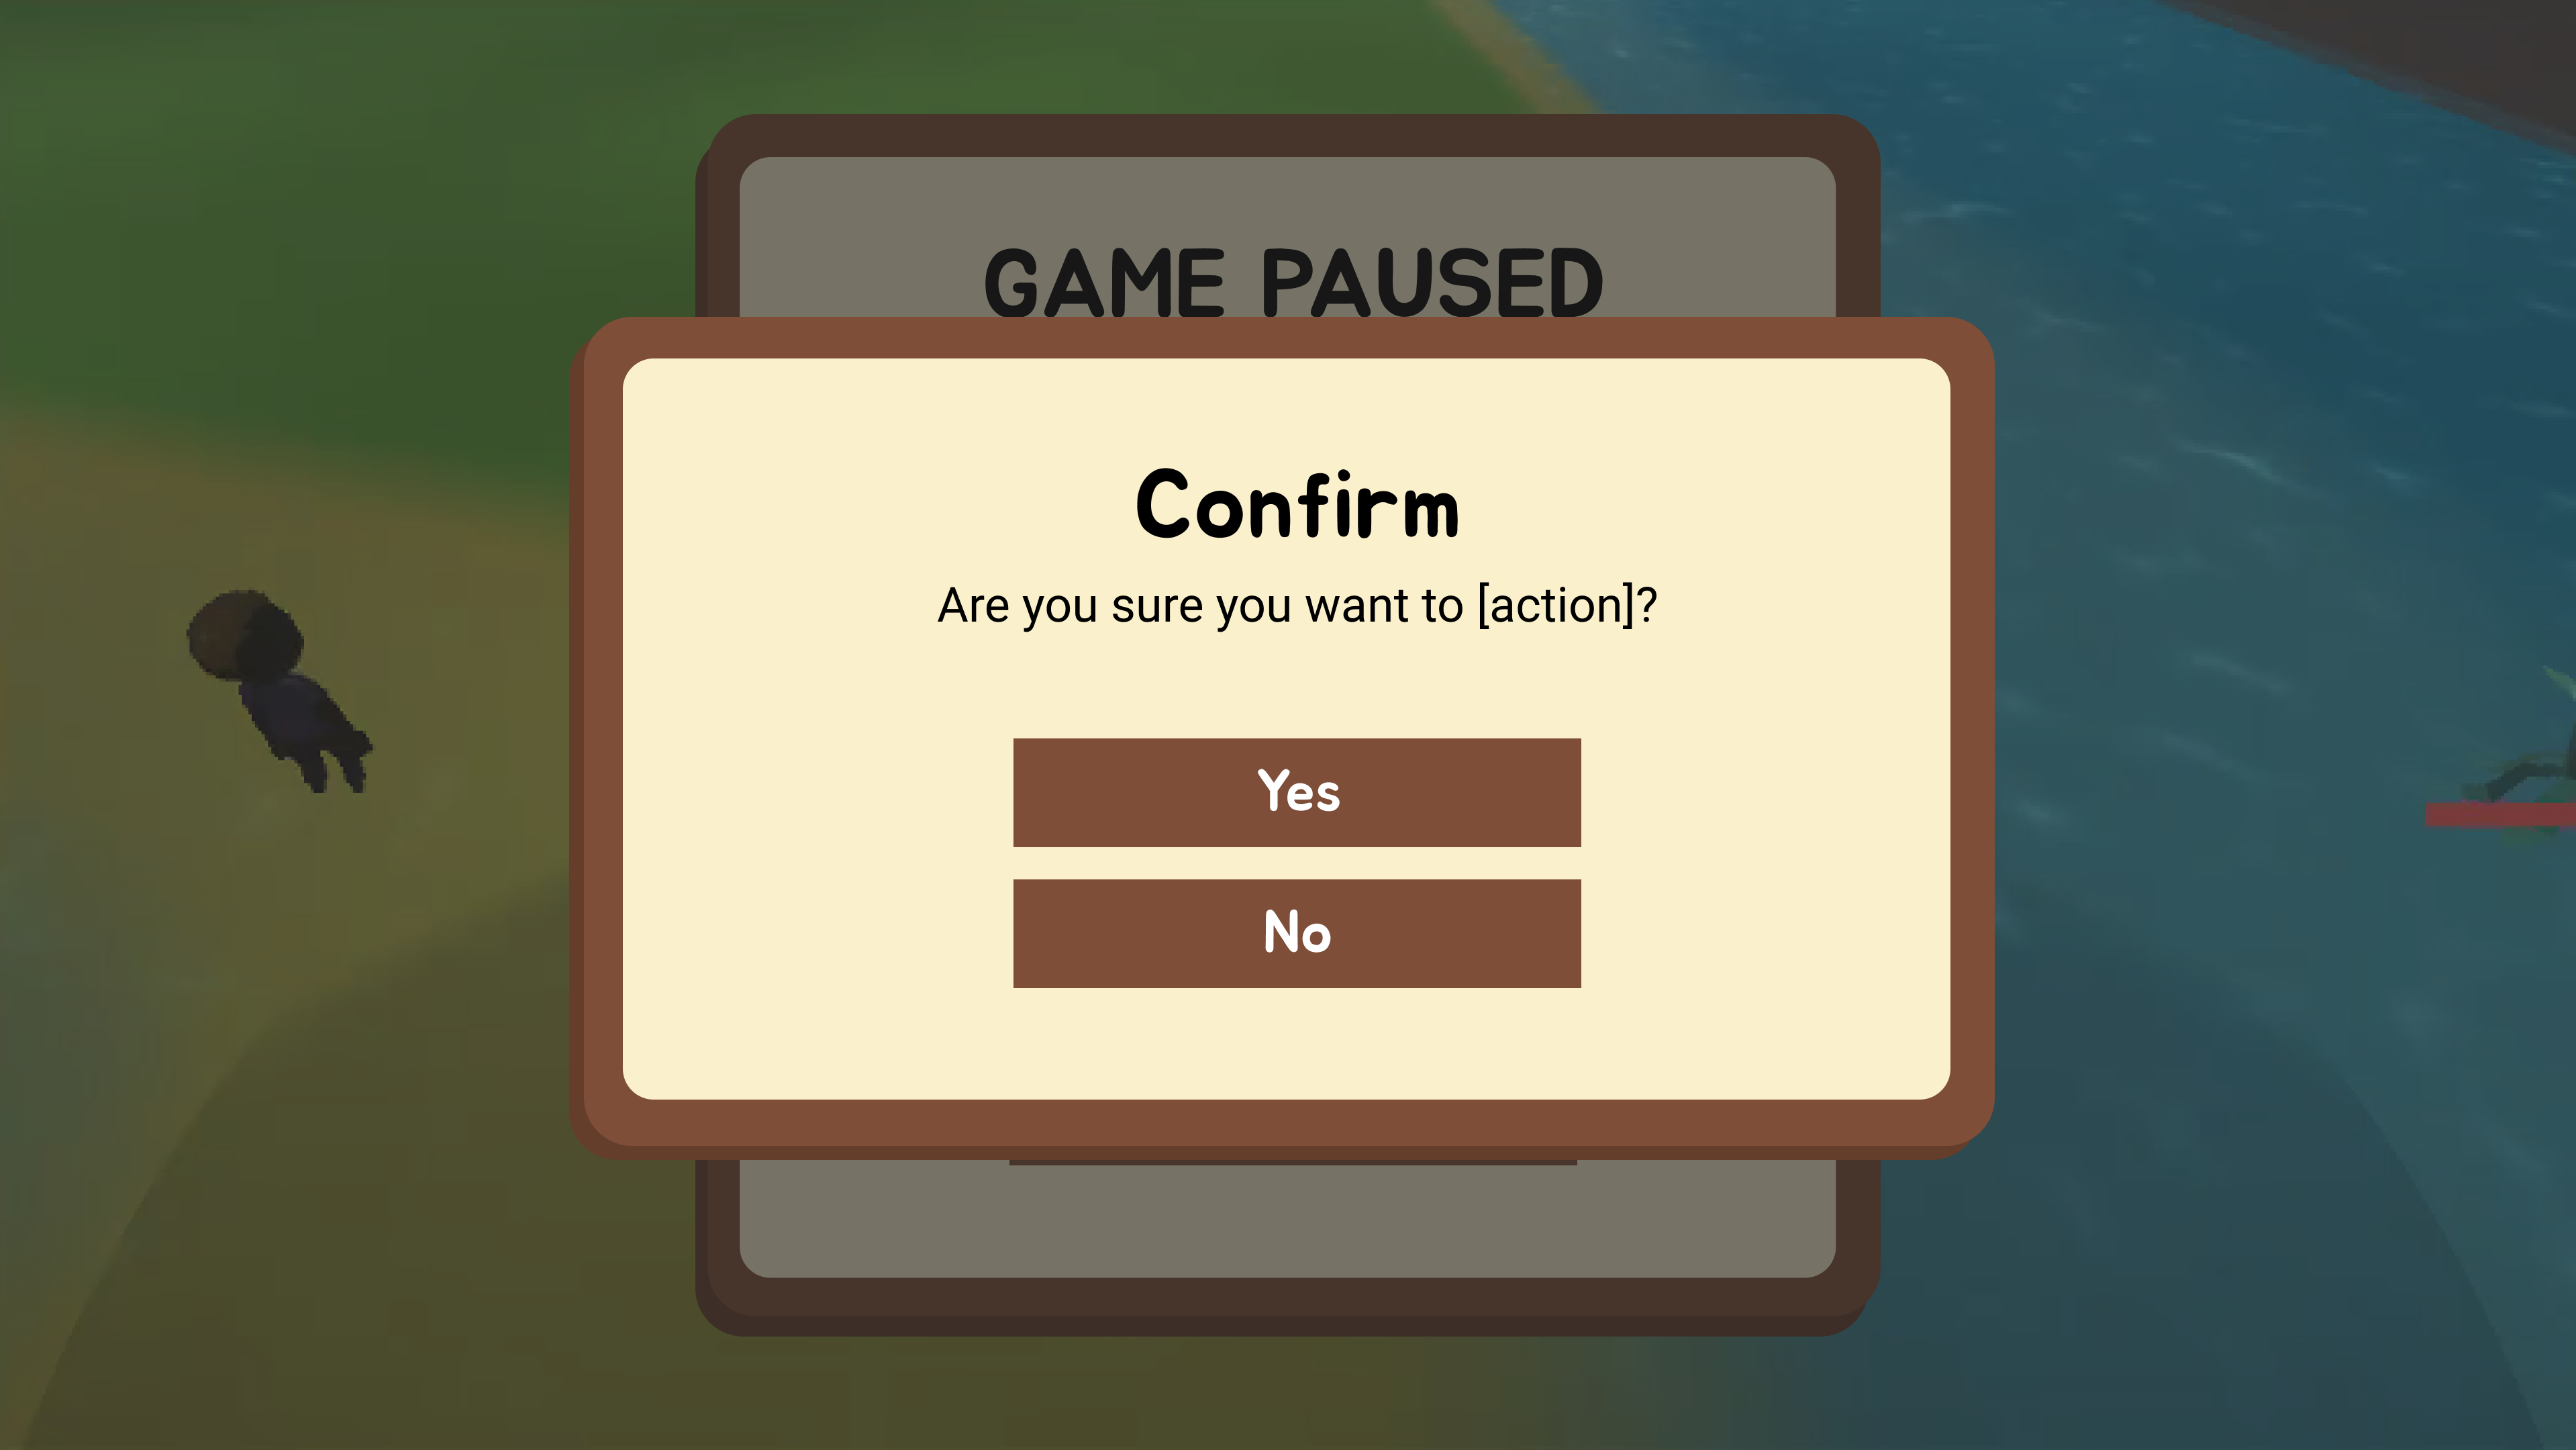 GAME PAUSED
Confirm
Are you sure you want to [action]?
Yes
No